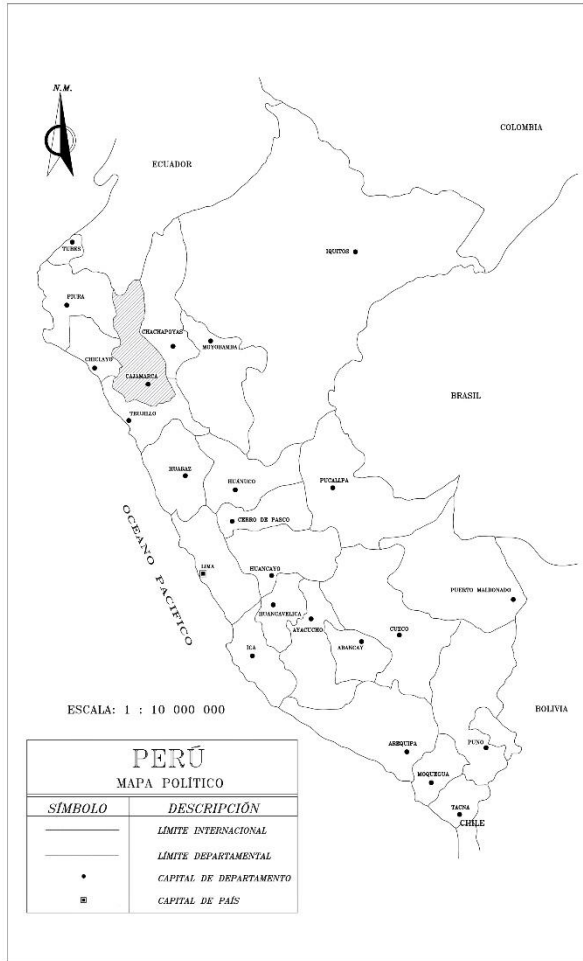 N.M.
COLOMBIA
ECUADOR
TUBES
IQUITOS
PIURA
CHACHAPOYAS
MOYOBAMBA
CHICLAYO
CAJAMARCA
BRASIL
TRUJILLO
HUARAZ
HUÁNUCO
PUCALLPA
CERRO DE PASCO
OCEANO PACIFICO
LIMA
HUANCAYO
PUERTO MALDONADO
HUANCAVELICA
AYACUCHO
CUZCO
ABANCAY
ICA
ESCALA: 1 : 10 000 000
BOLIVIA
AREQUIPA
PUNO
MOQUEGUA
TACNA
CHILE
PERÚ
MAPA POLÍTICO
SÍMBOLO DESCRIPCIÓN
LÍMITE INTERNACIONAL
LÍMITE DEPARTAMENTAL
CAPITAL DE DEPARTAMENTO
CAPITAL DE PAÍS